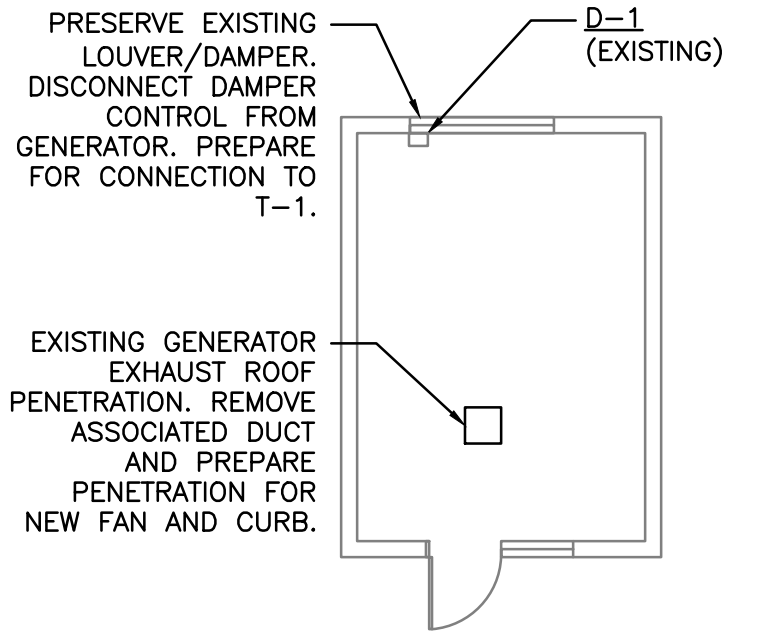 PRESERVE EXISTING
LOUVER/DAMPER.
DISCONNECT DAMPER
CONTROL FROM
GENERATOR. PREPARE
FOR CONNECTION TO
T-1.
D-1
(EXISTING)
EXISTING GENERATOR
EXHAUST ROOF
PENETRATION. REMOVE
ASSOCIATED DUCT
AND PREPARE
PENETRATION FOR
NEW FAN AND CURB.